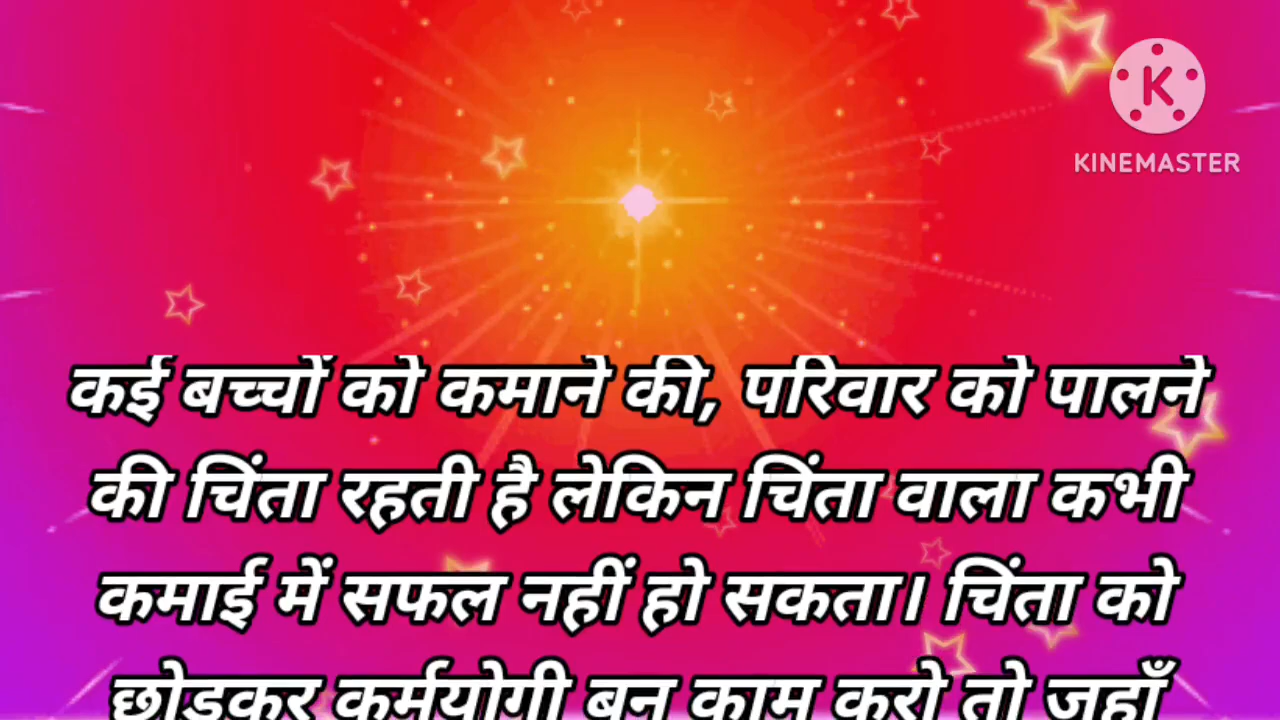 KINEMASTER
कई बच्चों को कमाने की, परिवार को पालने
की चिंता रहती है लेकिन चिंता वाला कभी
कमाई में सफल नहीं हो सकता। चिंता को
छोड़कर कर्मयोगी बन काम करो तो जहाँ